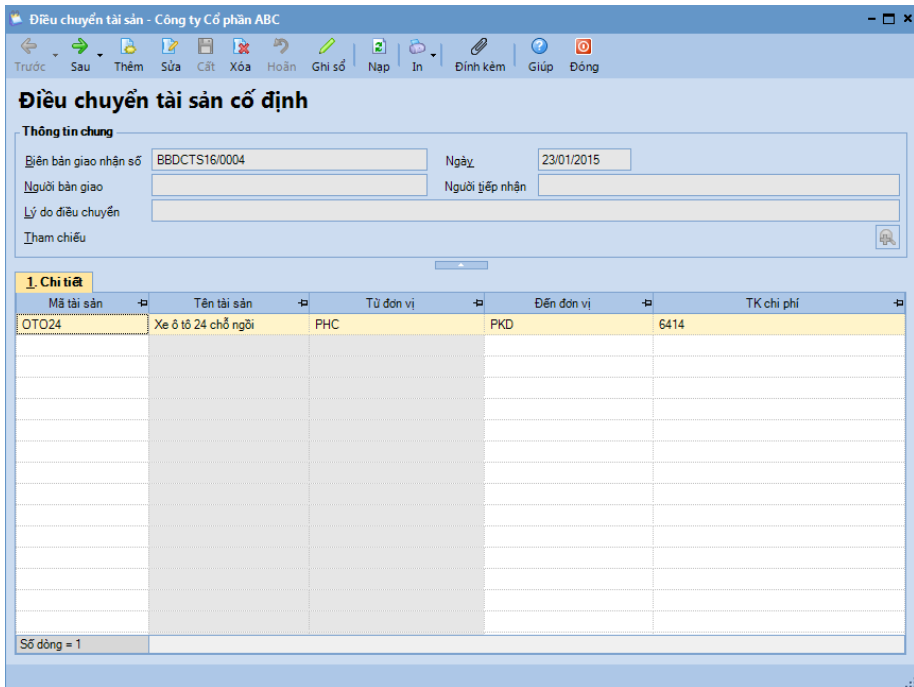 Điều chuyển tài sản - Công ty Cổ phần ABC
Trước Sau Thêm Sửa Cất Xóa Hoãn Ghi sổ Nạp In Đính kèm Giúp Đóng
Điều chuyển tài sản cố định
Thông tin chung
Biên bản giao nhận số BBDCTS16/0004 Ngày 23/01/2015
Người bàn giao Người tiếp nhận
Lý do điều chuyển
Tham chiếu
1. Chi tiết
Mã tài sản Tên tài sản Từ đơn vị Đến đơn vị TK chi phí
OTO24 Xe ô tô 24 chỗ ngồi PHC PKD 6414
Số dòng = 1